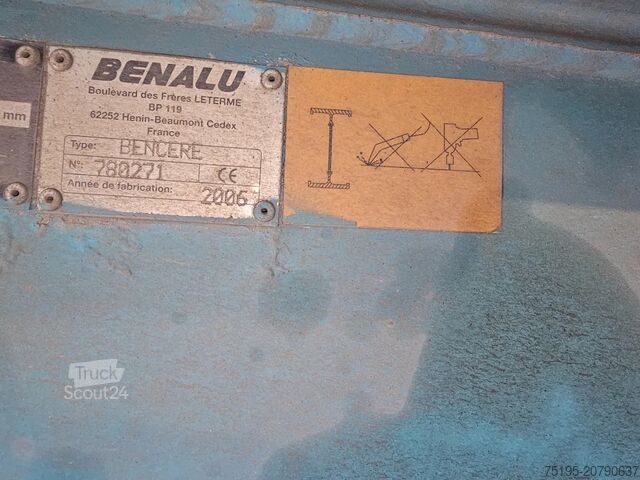 BENALU
Boulevard des Frères LETERME
BP 119
62252 Henin-Beaumont Cedex
France
mm
Type: BENCERE
N°: 780271 CE
Année de fabrication: 2006
Truck
Scout24
75195-20790637